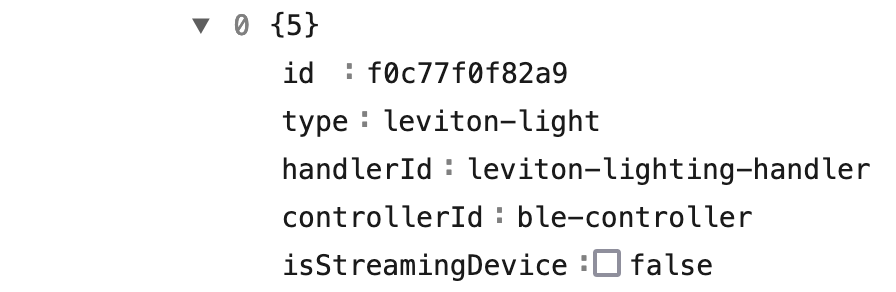 ▼ 0 {5}
id : f0c77f0f82a9
type : leviton-light
handlerId : leviton-lighting-handler
controllerId : ble-controller
isStreamingDevice : false